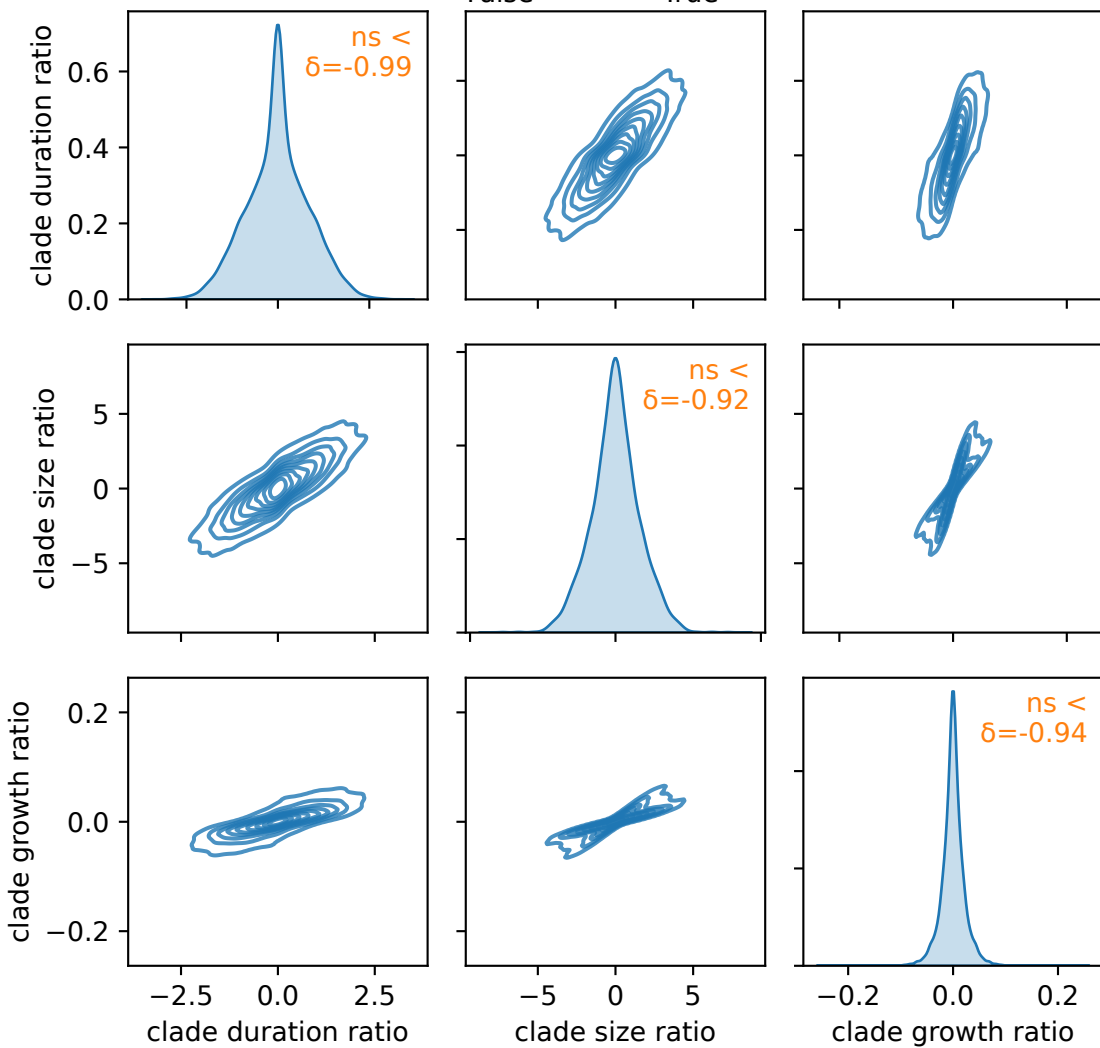 clade duration ratio
0.6
0.4
0.2
0.0
ns <
δ=-0.99
clade size ratio
5
0
−5
ns <
δ=-0.92
clade growth ratio
0.2
0.0
−0.2
ns <
δ=-0.94
−2.5 0.0 2.5
−5 0 5
−0.2 0.0 0.2
clade duration ratio
clade size ratio
clade growth ratio